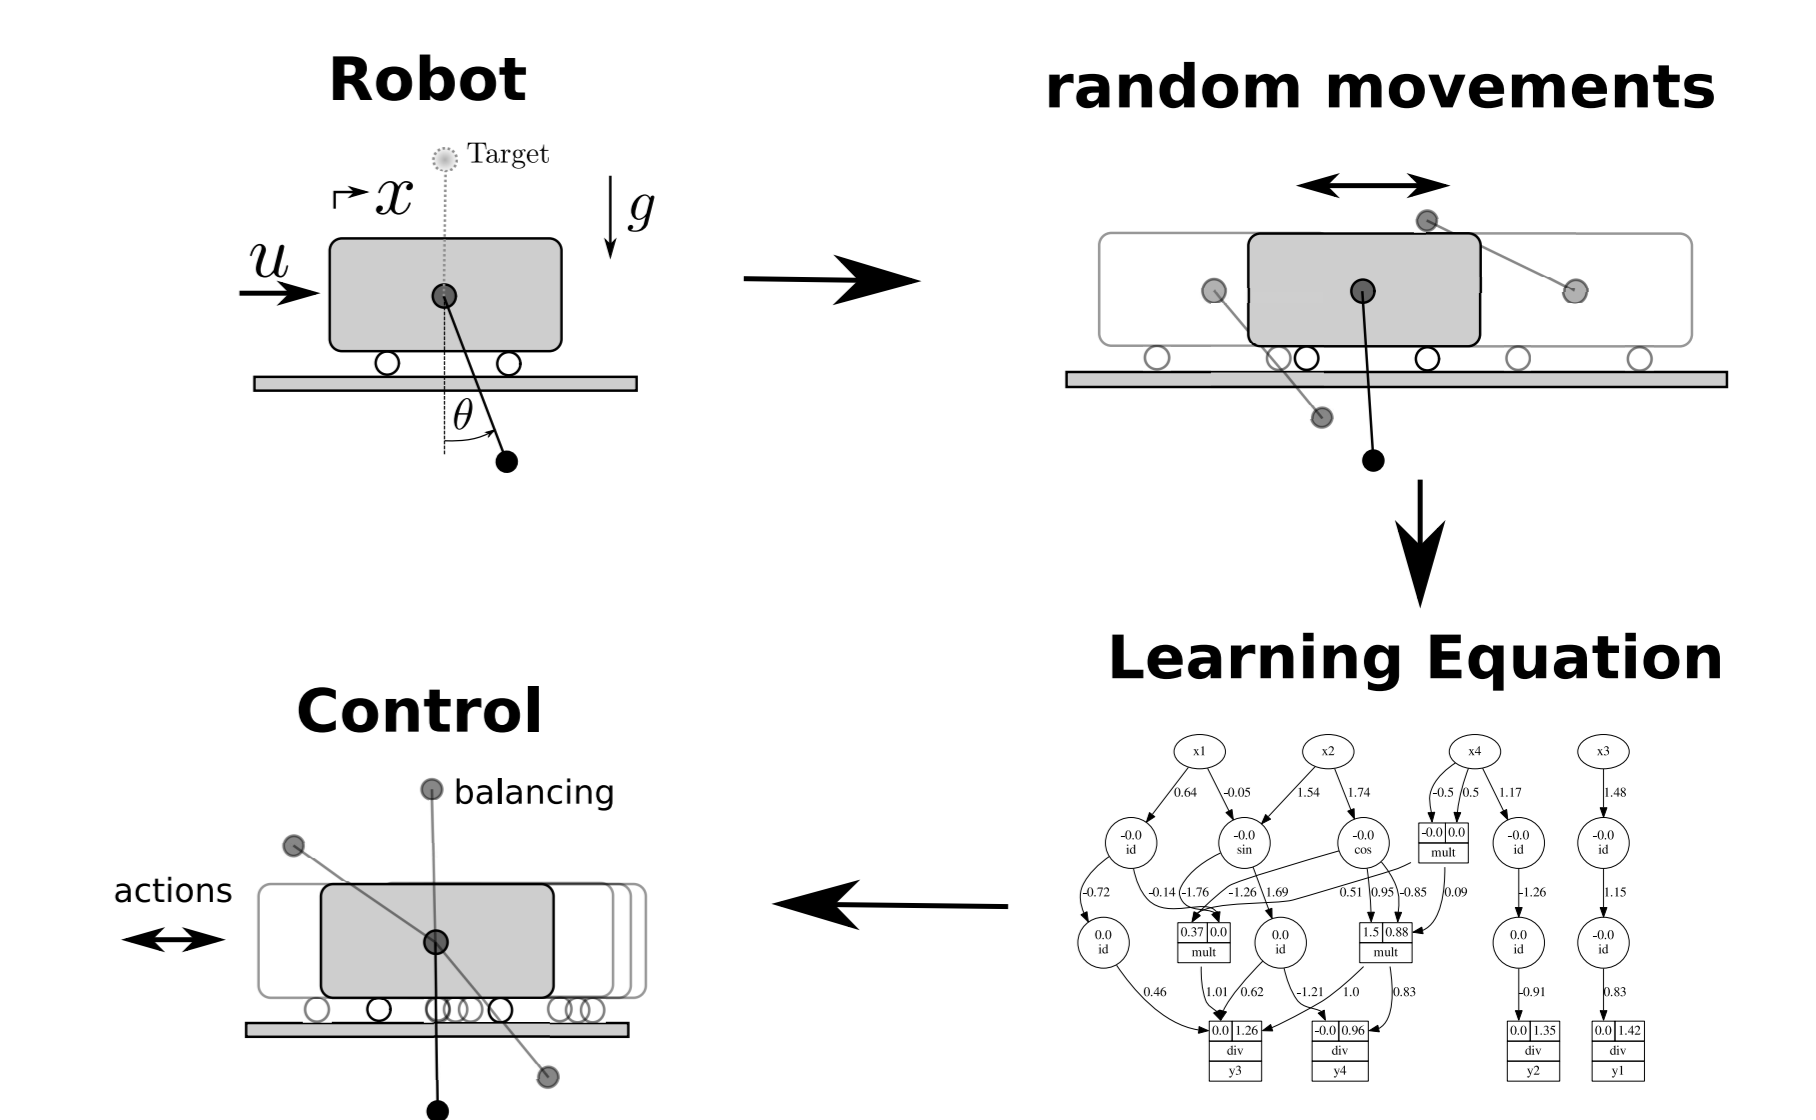 Robot
random movements
Target
x
g
u
θ
Learning Equation
Control
x1 x2 x4 x3
0.64 -0.05 1.54 1.74 -0.5 0.5 1.17 1.48
-0.0 id
-0.0 sin
-0.0 cos
-0.0 0.0 mult
-0.0 id
-0.0 id
-0.72 -0.14 -1.76 -1.26 1.69 0.51 0.95 -0.85 0.09 -1.26 1.15
0.0 id
0.37 0.0 mult
0.0 id
1.5 0.88 mult
0.0 id
-0.0 id
0.46 1.01 0.62 -1.21 1.0 0.83 -0.91 0.83
0.0 1.26 div y3
-0.0 0.96 div y4
0.0 1.35 div y2
0.0 1.42 div y1
balancing
actions